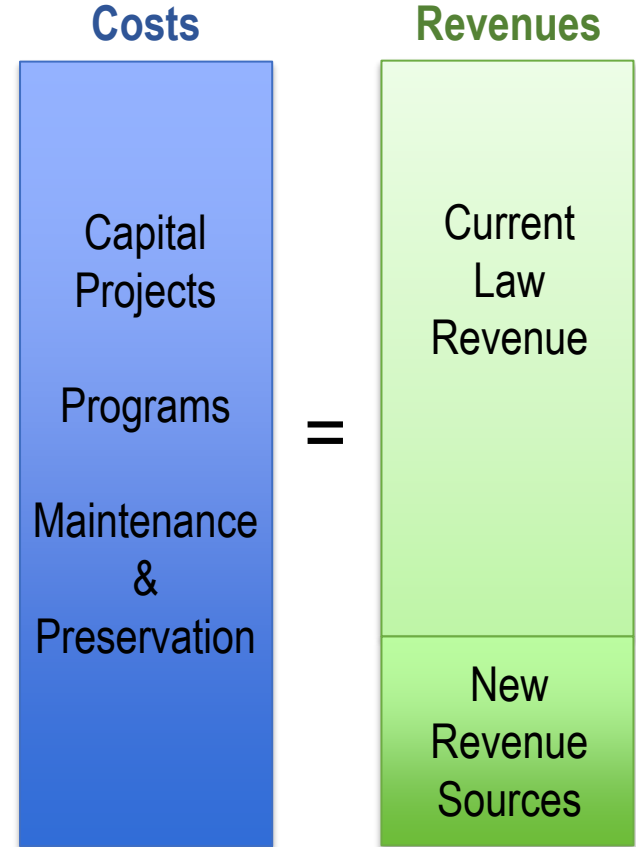 Costs
Capital
Projects
Programs
Maintenance
&
Preservation
=
Revenues
Current
Law
Revenue
New
Revenue
Sources